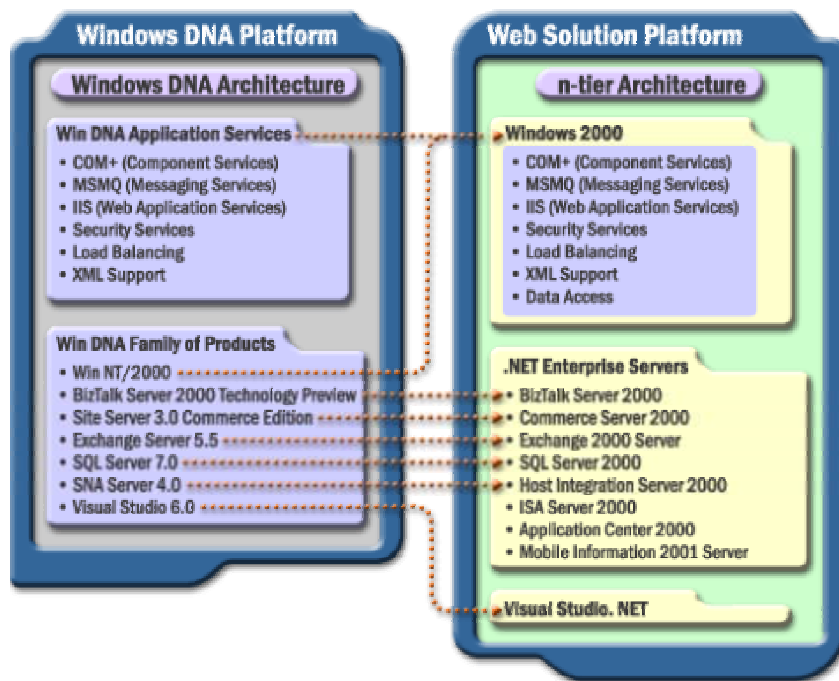 Windows DNA Platform
Windows DNA Architecture
Win DNA Application Services
• COM+ (Component Services)
• MSMQ (Messaging Services)
• IIS (Web Application Services)
• Security Services
• Load Balancing
• XML Support
Win DNA Family of Products
• Win NT/2000
• BizTalk Server 2000 Technology Preview
• Site Server 3.0 Commerce Edition
• Exchange Server 5.5
• SQL Server 7.0
• SNA Server 4.0
• Visual Studio 6.0
Web Solution Platform
n-tier Architecture
Windows 2000
• COM+ (Component Services)
• MSMQ (Messaging Services)
• IIS (Web Application Services)
• Security Services
• Load Balancing
• XML Support
• Data Access
.NET Enterprise Servers
• BizTalk Server 2000
• Commerce Server 2000
• Exchange 2000 Server
• SQL Server 2000
• Host Integration Server 2000
• ISA Server 2000
• Application Center 2000
• Mobile Information 2001 Server
Visual Studio. NET